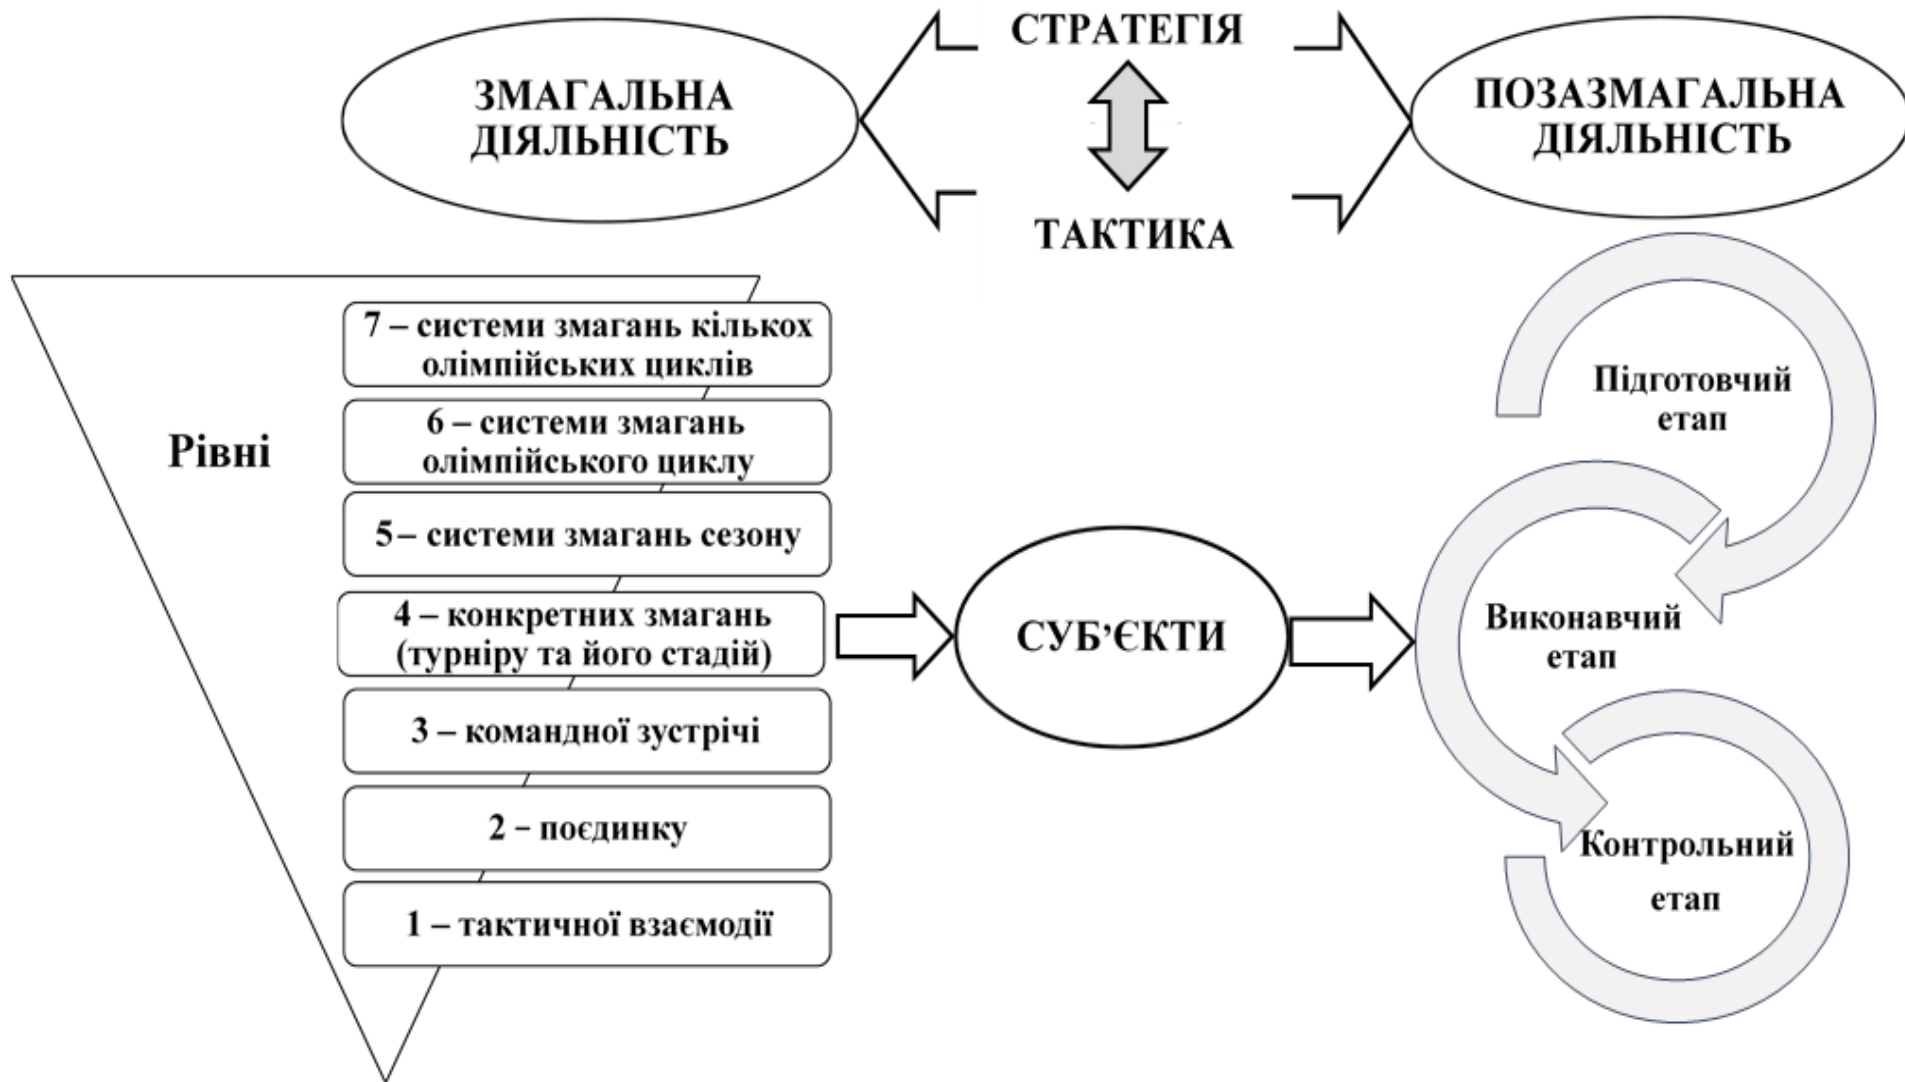 СТРАТЕГІЯ
ЗМАГАЛЬНА
ДІЯЛЬНІСТЬ
ПОЗАЗМАГАЛЬНА
ДІЯЛЬНІСТЬ
ТАКТИКА
Рівні
7 – системи змагань кількох
олімпійських циклів
6 – системи змагань
олімпійського циклу
5 – системи змагань сезону
4 – конкретних змагань
(турніру та його стадій)
3 – командної зустрічі
2 – поєдинку
1 – тактичної взаємодії
СУБ’ЄКТИ
Підготовчий
етап
Виконавчий
етап
Контрольний
етап